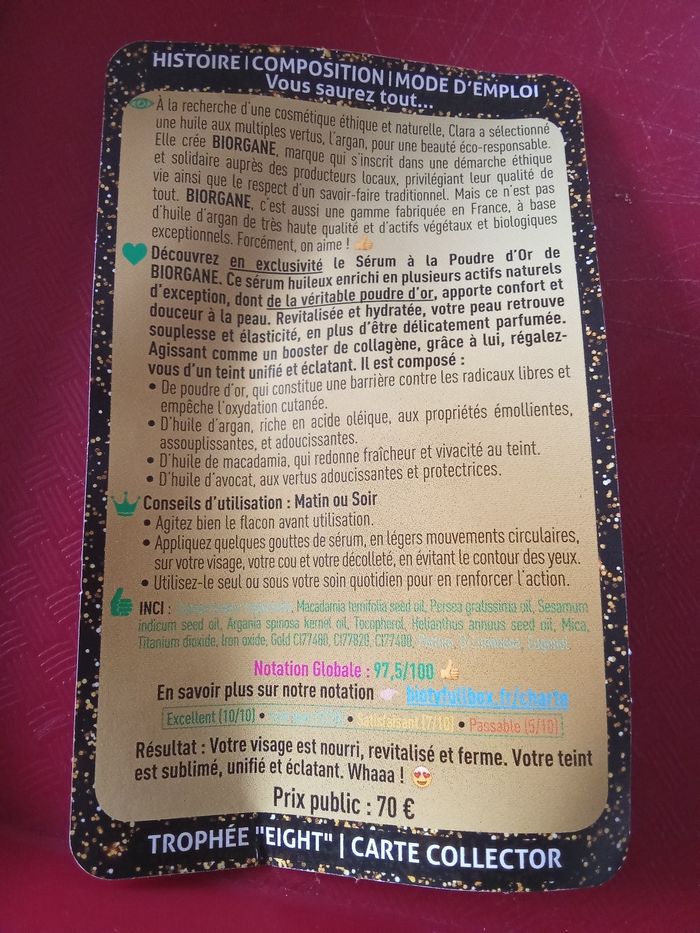 HISTOIRE | COMPOSITION | MODE D'EMPLOI
Vous saurez tout...
À la recherche d'une cosmétique éthique et naturelle, Clara a sélectionné
une huile aux multiples vertus, l'argan, pour une beauté éco-responsable.
Elle crée BIORGANE, marque qui s'inscrit dans une démarche éthique
et solidaire auprès des producteurs locaux, privilégiant leur qualité de
vie ainsi que le respect d'un savoir-faire traditionnel. Mais ce n'est pas
tout. BIORGANE, c'est aussi une gamme fabriquée en France, à base
d'huile d'argan de très haute qualité et d'actifs végétaux et biologiques
exceptionnels. Forcément, on aime !
Découvrez en exclusivité le Sérum à la Poudre d'Or de
BIORGANE. Ce sérum huileux enrichi en plusieurs actifs naturels
d'exception, dont de la véritable poudre d'or, apporte confort et
douceur à la peau. Revitalisée et hydratée, votre peau retrouve
souplesse et élasticité, en plus d'être délicatement parfumée.
Agissant comme un booster de collagène, grâce à lui, régalez-
vous d'un teint unifié et éclatant. Il est composé :
• De poudre d'or, qui constitue une barrière contre les radicaux libres et
empêche l'oxydation cutanée.
• D'huile d'argan, riche en acide oléique, aux propriétés émollientes,
assouplissantes, et adoucissantes.
• D'huile de macadamia, qui redonne fraîcheur et vivacité au teint.
• D'huile d'avocat, aux vertus adoucissantes et protectrices.
Conseils d'utilisation : Matin ou Soir
• Agitez bien le flacon avant utilisation.
• Appliquez quelques gouttes de sérum, en légers mouvements circulaires,
sur votre visage, votre cou et votre décolleté, en évitant le contour des yeux.
• Utilisez-le seul ou sous votre soin quotidien pour en renforcer l'action.
INCI : Macadamia ternifolia seed oil, Persea gratissima oil, Sesamum
indicum seed oil, Argania spinosa kernel oil, Tocopherol, Helianthus annuus seed oil, Mica,
Titanium dioxide, Iron oxide, Gold CI77480, CI77820, CI77400,
Notation Globale : 97,5/100
En savoir plus sur notre notation biotyfullbox.fr/charte
Excellent (10/10) • • Satisfaisant (7/10) • Passable (5/10)
Résultat : Votre visage est nourri, revitalisé et ferme. Votre teint
est sublimé, unifié et éclatant. Whaaa !
Prix public : 70 €
TROPHÉE "EIGHT" | CARTE COLLECTOR